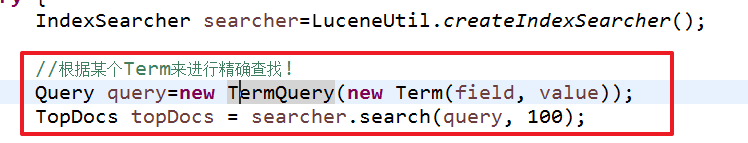 ry {
IndexSearcher searcher=LuceneUtil.createIndexSearcher();
//根据某个Term来进行精确查找！
Query query=new TermQuery(new Term(field, value));
TopDocs topDocs = searcher.search(query, 100);